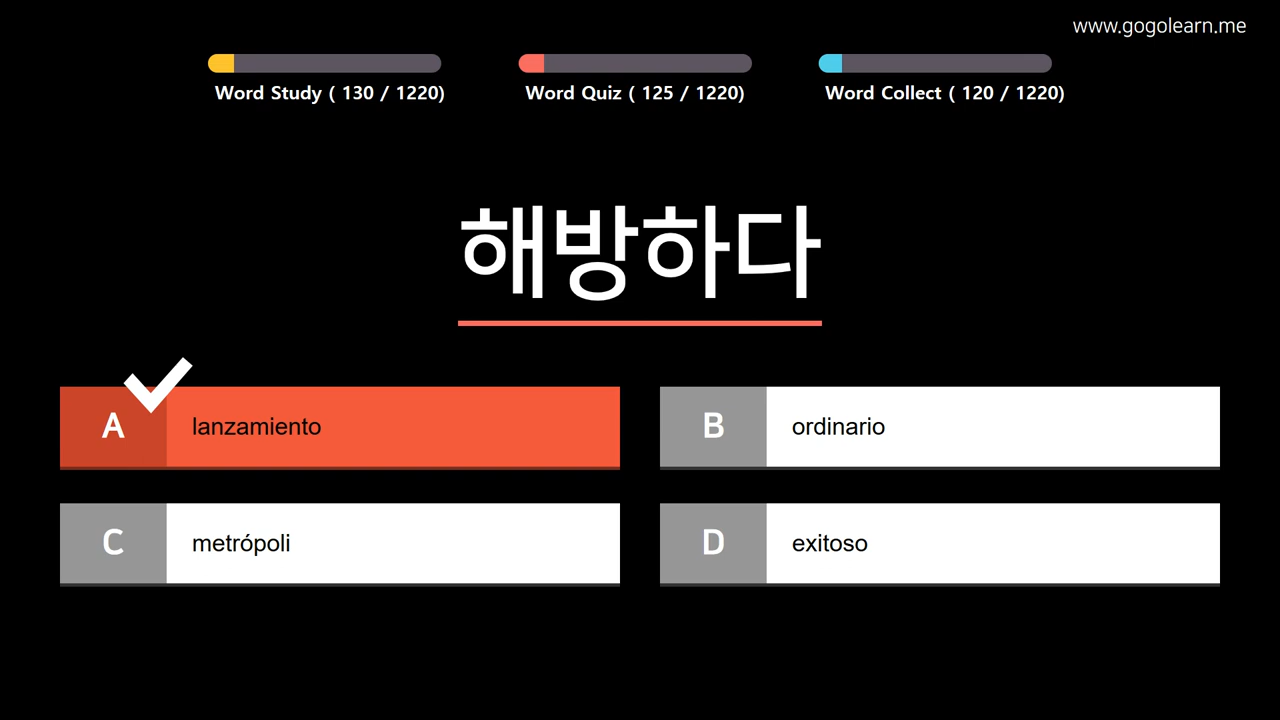 www.gogolearn.me
Word Study ( 130 / 1220)
Word Quiz ( 125 / 1220)
Word Collect ( 120 / 1220)
해방하다
A lanzamiento
B ordinario
C metrópoli
D exitoso